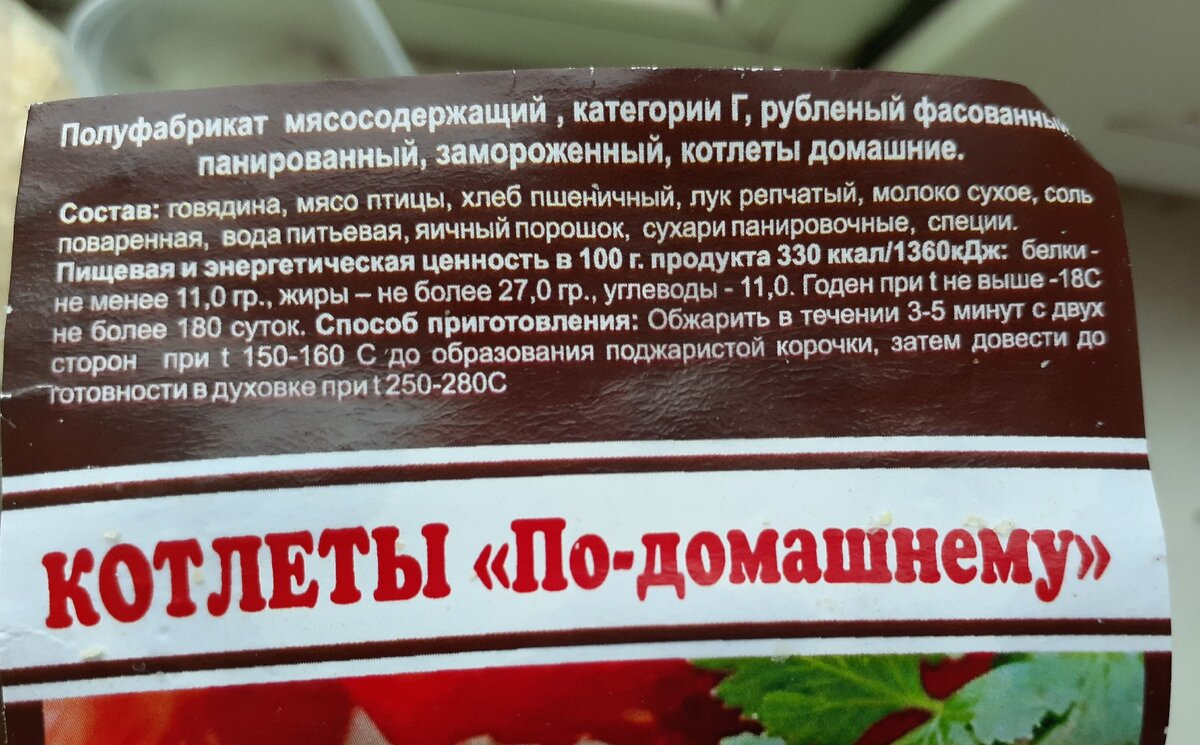 Полуфабрикат мясосодержащий , категории Г, рубленый фасованный,
панированный, замороженный, котлеты домашние.
Состав: говядина, мясо птицы, хлеб пшеничный, лук репчатый, молоко сухое, соль
поваренная, вода питьевая, яичный порошок, сухари панировочные, специи.
Пищевая и энергетическая ценность в 100 г. продукта 330 ккал/1360кДж: белки-
не менее 11,0 гр., жиры – не более 27,0 гр., углеводы - 11,0. Годен при t не выше -18С
не более 180 суток. Способ приготовления: Обжарить в течении 3-5 минут с двух
сторон при t 150-160 С до образования поджаристой корочки, затем довести до
готовности в духовке при t 250-280С
КОТЛЕТЫ «По-домашнему»